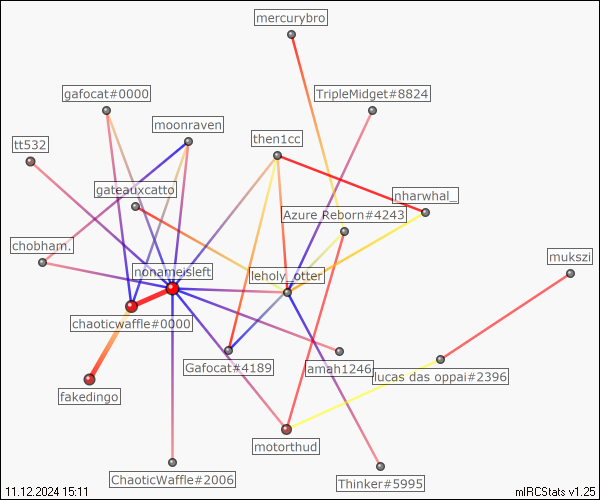 mercurybro
gafocat#0000
TripleMidget#8824
moonraven
then1cc
tt532
gateauxcatto
nharwhal_
Azure Reborn#4243
chobham.
mukszi
nonameisleft
leholy_otter
chaoticwaffle#0000
Gafocat#4189
amah1246
lucas das oppai#2396
fakedingo
motorthud
ChaoticWaffle#2006
Thinker#5995
11.12.2024 15:11
mIRCStats v1.25